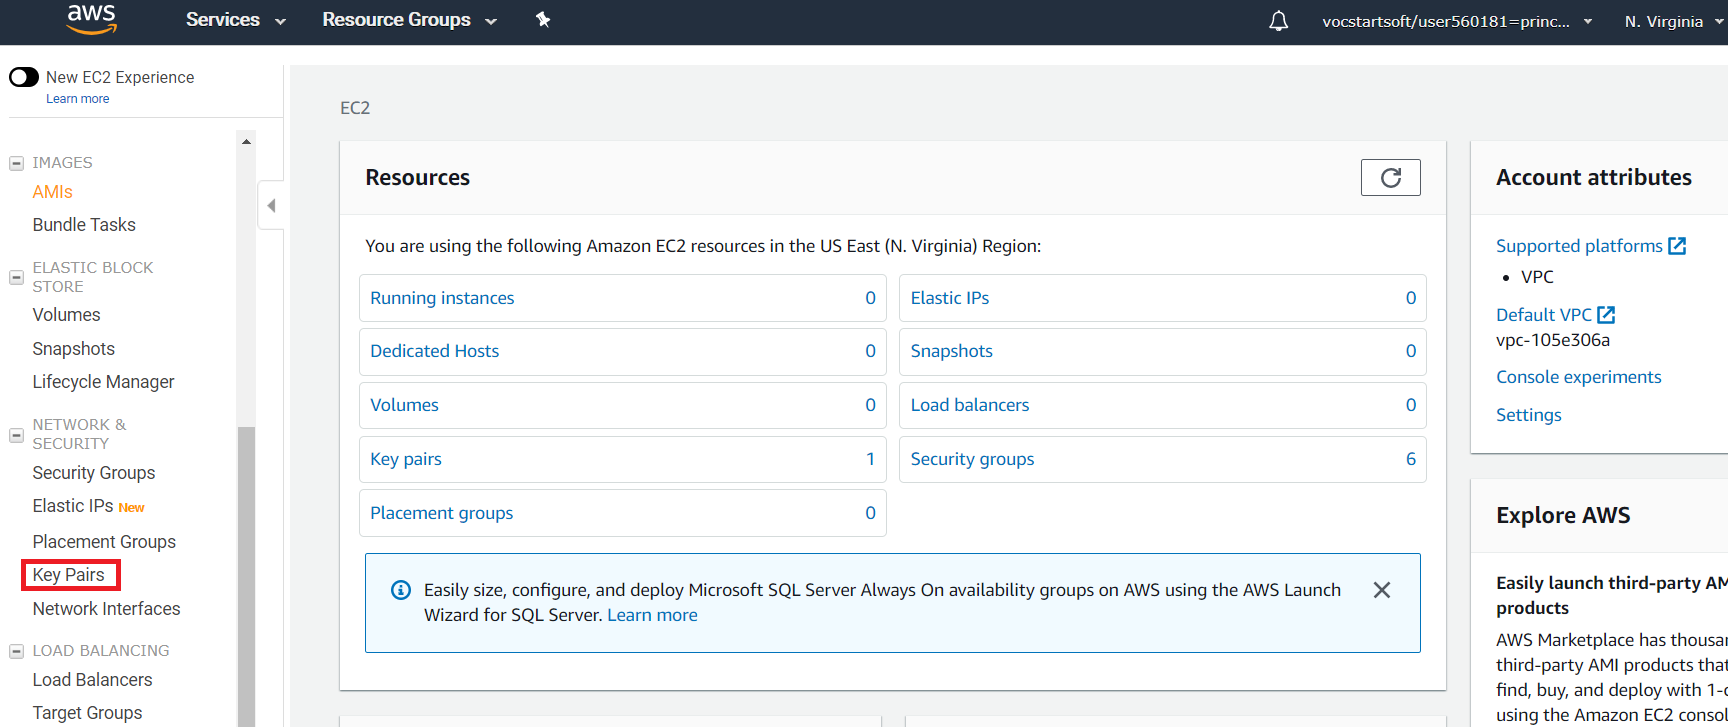 aws
Services
Resource Groups
vocstartsoft/user560181=princ...
N. Virginia
New EC2 Experience
Learn more
IMAGES
AMIs
Bundle Tasks
ELASTIC BLOCK
STORE
Volumes
Snapshots
Lifecycle Manager
NETWORK &
SECURITY
Security Groups
Elastic IPs New
Placement Groups
Key Pairs
Network Interfaces
LOAD BALANCING
Load Balancers
Target Groups
EC2
Resources
You are using the following Amazon EC2 resources in the US East (N. Virginia) Region:
Running instances 0
Elastic IPs 0
Dedicated Hosts 0
Snapshots 0
Volumes 0
Load balancers 0
Key pairs 1
Security groups 6
Placement groups 0
Easily size, configure, and deploy Microsoft SQL Server Always On availability groups on AWS using the AWS Launch
Wizard for SQL Server. Learn more
Account attributes
Supported platforms
• VPC
Default VPC
vpc-105e306a
Console experiments
Settings
Explore AWS
Easily launch third-party AM
products
AWS Marketplace has thousan
third-party AMI products that
find, buy, and deploy with 1-c
using the Amazon EC2 consol